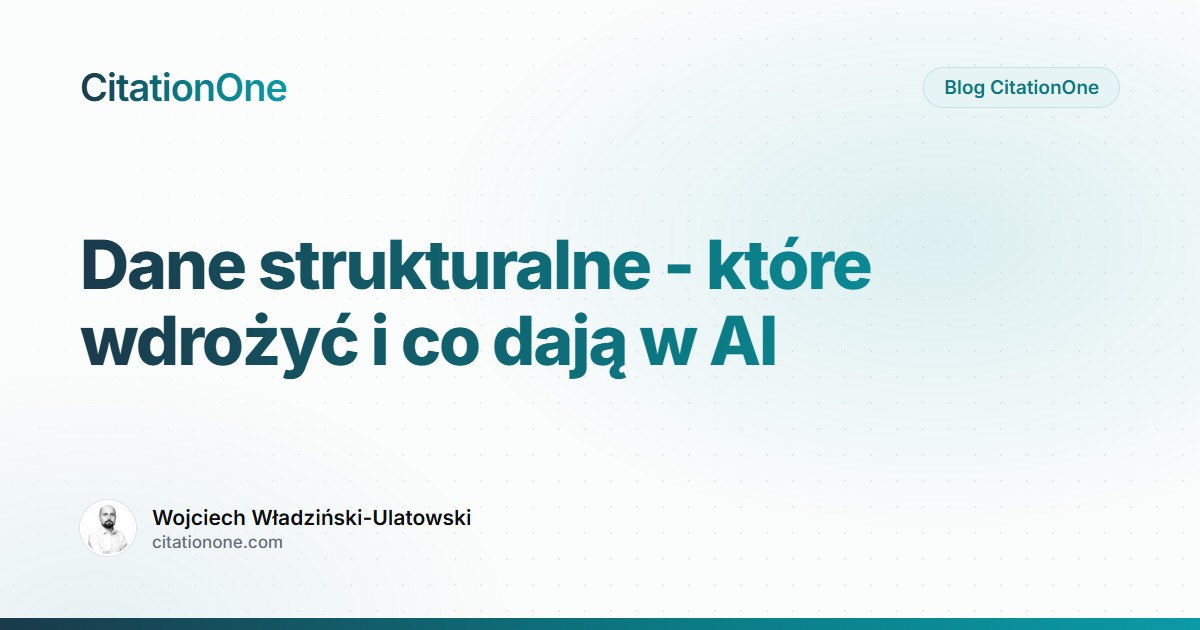 CitationOne
Blog CitationOne
Dane strukturalne - które
wdrożyć i co dają w AI
Wojciech Władziński-Ulatowski
citationone.com